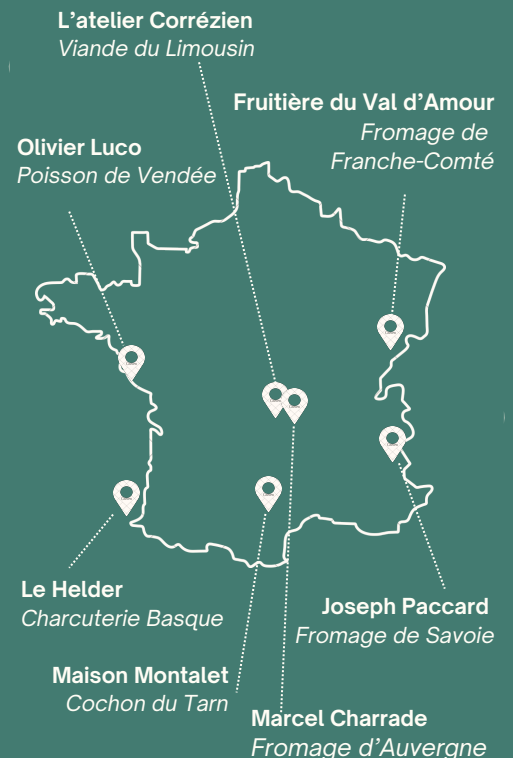 L’atelier Corrézien
Viande du Limousin
Fruitière du Val d’Amour
Fromage de
Franche-Comté
Olivier Luco
Poisson de Vendée
Le Helder
Charcuterie Basque
Joseph Paccard
Fromage de Savoie
Maison Montalet
Cochon du Tarn
Marcel Charrade
Fromage d’Auvergne